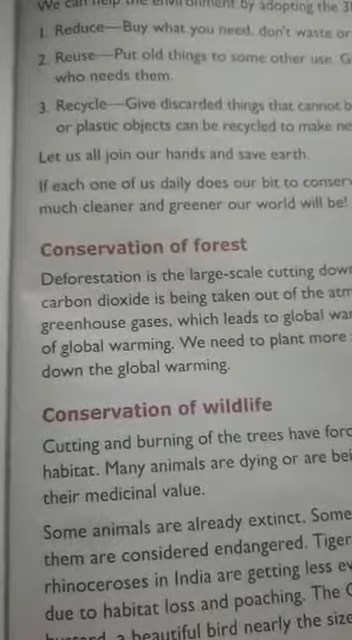 We can help the environment by adopting the 3
1. Reduce—Buy what you need, don't waste or
2. Reuse—Put old things to some other use. G
who needs them.
3. Recycle—Give discarded things that cannot b
or plastic objects can be recycled to make ne
Let us all join our hands and save earth.
If each one of us daily does our bit to conserv
much cleaner and greener our world will be!
Conservation of forest
Deforestation is the large-scale cutting down
carbon dioxide is being taken out of the atm
greenhouse gases, which leads to global war
of global warming. We need to plant more
down the global warming.
Conservation of wildlife
Cutting and burning of the trees have forc
habitat. Many animals are dying or are bei
their medicinal value.
Some animals are already extinct. Some
them are considered endangered. Tiger
rhinoceroses in India are getting less ev
due to habitat loss and poaching. The G
a beautiful bird nearly the size